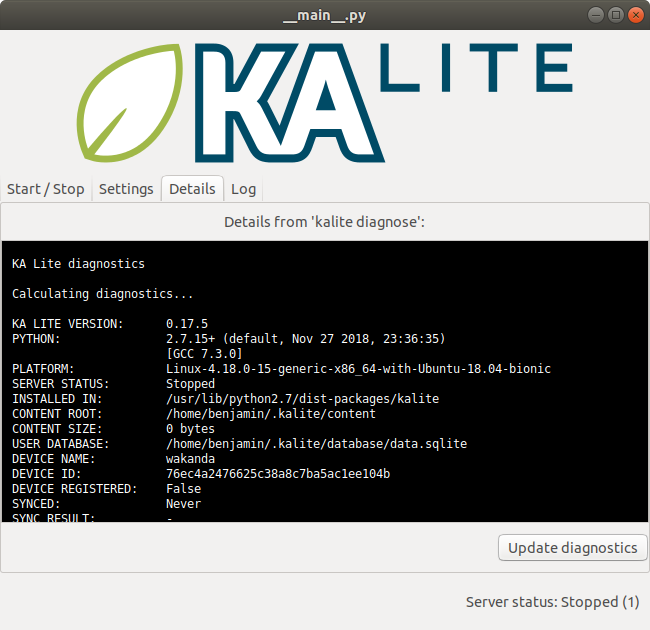 __main__.py
KA LITE
Start / Stop
Settings
Details
Log
Details from 'kalite diagnose':
KA Lite diagnostics
Calculating diagnostics...
KA LITE VERSION: 0.17.5
PYTHON: 2.7.15+ (default, Nov 27 2018, 23:36:35)
[GCC 7.3.0]
PLATFORM: Linux-4.18.0-15-generic-x86_64-with-Ubuntu-18.04-bionic
SERVER STATUS: Stopped
INSTALLED IN: /usr/lib/python2.7/dist-packages/kalite
CONTENT ROOT: /home/benjamin/.kalite/content
CONTENT SIZE: 0 bytes
USER DATABASE: /home/benjamin/.kalite/database/data.sqlite
DEVICE NAME: wakanda
DEVICE ID: 76ec4a2476625c38a8c7ba5ac1ee104b
DEVICE REGISTERED: False
SYNCED: Never
SYNC RESULT: -
Update diagnostics
Server status: Stopped (1)